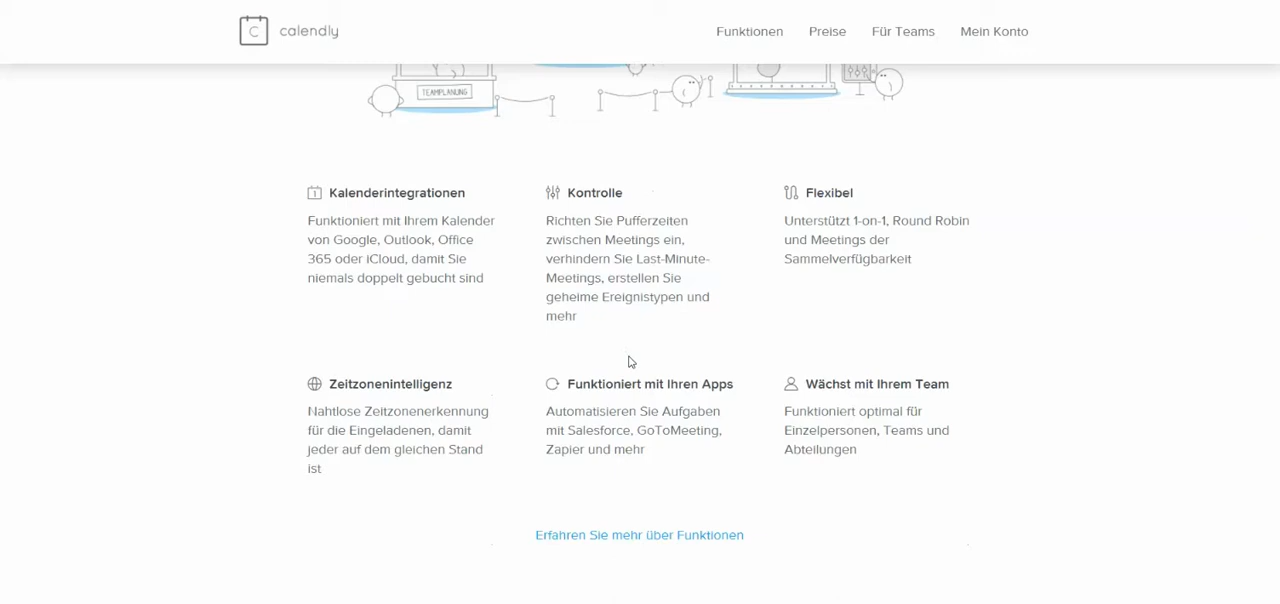 calendly
Funktionen Preise Für Teams Mein Konto
TEAMPLANUNG
Kalenderintegrationen
Funktioniert mit Ihrem Kalender
von Google, Outlook, Office
365 oder iCloud, damit Sie
niemals doppelt gebucht sind
Kontrolle
Richten Sie Pufferzeiten
zwischen Meetings ein,
verhindern Sie Last-Minute-
Meetings, erstellen Sie
geheime Ereignistypen und
mehr
Flexibel
Unterstützt 1-on-1, Round Robin
und Meetings der
Sammelverfügbarkeit
Zeitzonenintelligenz
Nahtlose Zeitzonenerkennung
für die Eingeladenen, damit
jeder auf dem gleichen Stand
ist
Funktioniert mit Ihren Apps
Automatisieren Sie Aufgaben
mit Salesforce, GoToMeeting,
Zapier und mehr
Wächst mit Ihrem Team
Funktioniert optimal für
Einzelpersonen, Teams und
Abteilungen
Erfahren Sie mehr über Funktionen